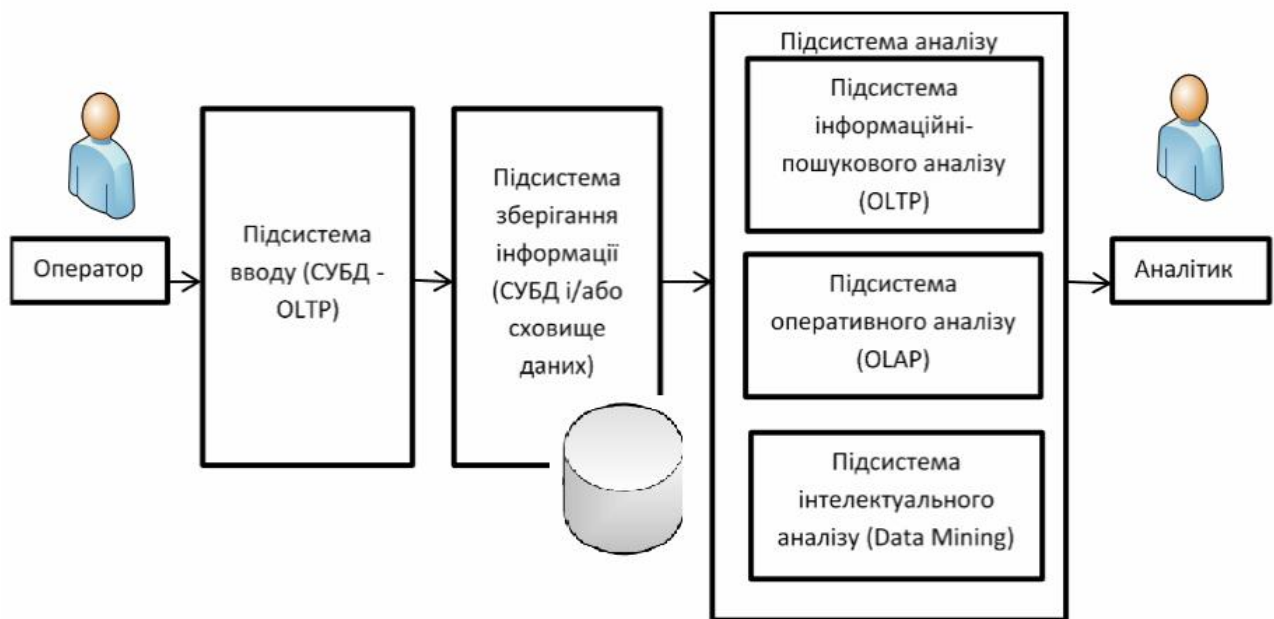 Оператор
Підсистема
вводу (СУБД -
OLTP)
Підсистема
зберігання
інформації
(СУБД і/або
сховище
даних)
Підсистема аналізу
Підсистема
інформаційні-
пошукового аналізу
(OLTP)
Підсистема
оперативного аналізу
(OLAP)
Підсистема
інтелектуального
аналізу (Data Mining)
Аналітик